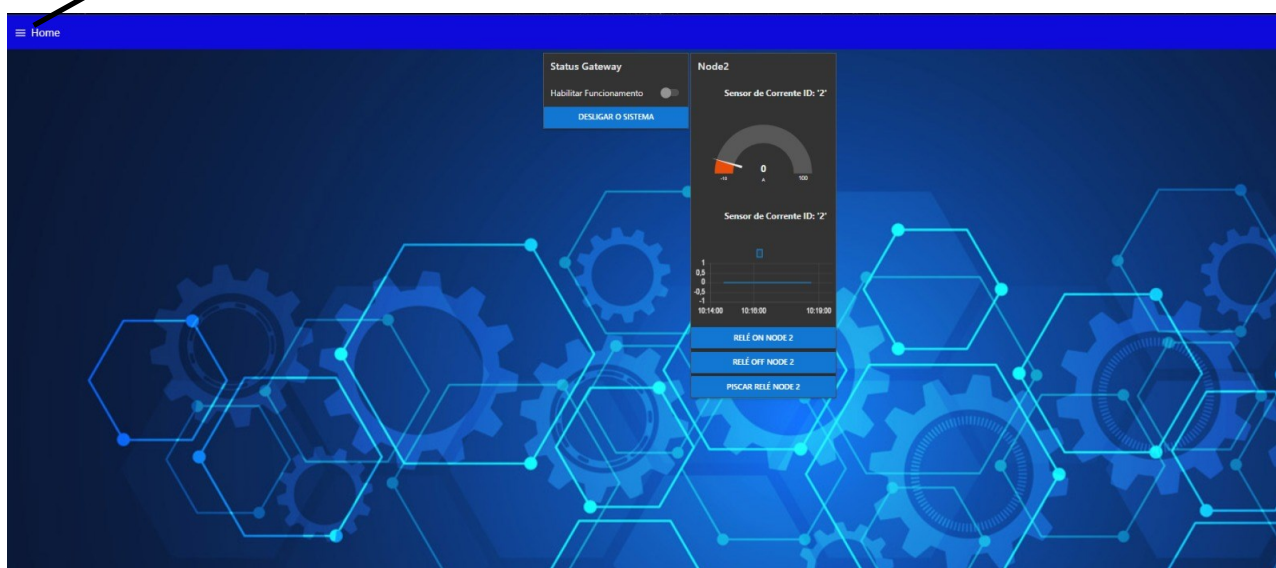 ≡ Home
Status Gateway
Habilitar Funcionamento
DESLIGAR O SISTEMA
Node2
Sensor de Corrente ID: '2'
0
A
100
Sensor de Corrente ID: '2'
1
0,5
0
-0,5
-1
10:14:00 10:16:00 10:19:00
RELÉ ON NODE 2
RELÉ OFF NODE 2
PISCAR RELÉ NODE 2